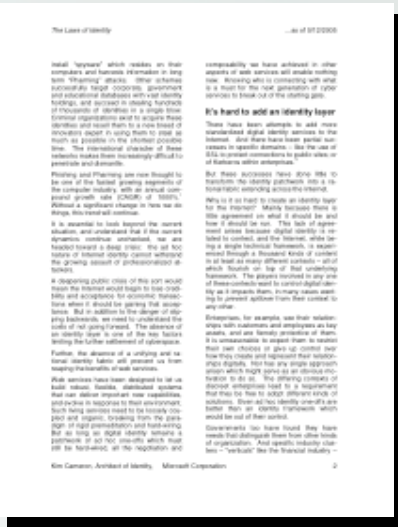 The Laws of Identity
...as of 5/12/2005
install "spyware" which resides on their
computers and harvests information in long
term "Pharming" attacks. Other schemes
successfully target corporate, government
and educational databases with vast identity
holdings, and succeed in stealing hundreds
of thousands of identities in a single blow.
Criminal organizations exist to acquire these
identities and resell them to a new breed of
innovators expert in using them to steal as
much as possible in the shortest possible
time. The international character of these
networks makes them increasingly difficult to
penetrate and dismantle.
Phishing and Pharming are now thought to
be one of the fastest growing segments of
the computer industry, with an annual com-
pound growth rate (CAGR) of 1000%.
Without a significant change in how we do
things, this trend will continue.
It is essential to look beyond the current
situation, and understand that if the current
dynamics continue unchecked, we are
headed toward a deep crisis: the ad hoc
nature of Internet identity cannot withstand
the growing assault of professionalized at-
tackers.
A deepening public crisis of this sort would
mean the Internet would begin to lose credi-
bility and acceptance for economic transac-
tions when it should be gaining that accep-
tance. But in addition to the danger of slip-
ping backwards, we need to understand the
costs of not going forward. The absence of
an identity layer is one of the key factors
limiting the further settlement of cyberspace.
Further, the absence of a unifying and ra-
tional identity fabric will prevent us from
reaping the benefits of web services.
Web services have been designed to let us
build robust, flexible, distributed systems
that can deliver important new capabilities,
and evolve in response to their environment.
Such living services need to be loosely cou-
pled and organic, breaking from the para-
digm of rigid premeditation and hard-wiring.
But as long as digital identity remains a
patchwork of ad hoc one-offs which must
still be hard-wired, all the negotiation and
composability we have achieved in other
aspects of web services will enable nothing
new. Knowing who is connecting with what
is a must for the next generation of cyber
services to break out of the starting gate.
It's hard to add an identity layer
There have been attempts to add more
standardized digital identity services to the
Internet. And there have been partial suc-
cesses in specific domains – like the use of
SSL to protect connections to public sites; or
of Kerberos within enterprises.
But these successes have done little to
transform the identity patchwork into a ra-
tional fabric extending across the Internet.
Why is it so hard to create an identity layer
for the Internet? Mainly because there is
little agreement on what it should be and
how it should be run. This lack of agree-
ment arises because digital identity is re-
lated to context, and the Internet, while be-
ing a single technical framework, is experi-
enced through a thousand kinds of content
in at least as many different contexts – all of
which flourish on top of that underlying
framework. The players involved in any one
of these contexts want to control digital iden-
tity as it impacts them, in many cases want-
ing to prevent spillover from their context to
any other.
Enterprises, for example, see their relation-
ships with customers and employees as key
assets, and are fiercely protective of them.
It is unreasonable to expect them to restrict
their own choices or give up control over
how they create and represent their relation-
ships digitally. Nor has any single approach
arisen which might serve as an obvious mo-
tivation to do so. The differing contexts of
discreet enterprises lead to a requirement
that they be free to adopt different kinds of
solutions. Even ad hoc identity one-offs are
better than an identity framework which
would be out of their control.
Governments too have found they have
needs that distinguish them from other kinds
of organization. And specific industry clus-
ters – "verticals" like the financial industry –
Kim Cameron, Architect of Identity, Microsoft Corporation
2